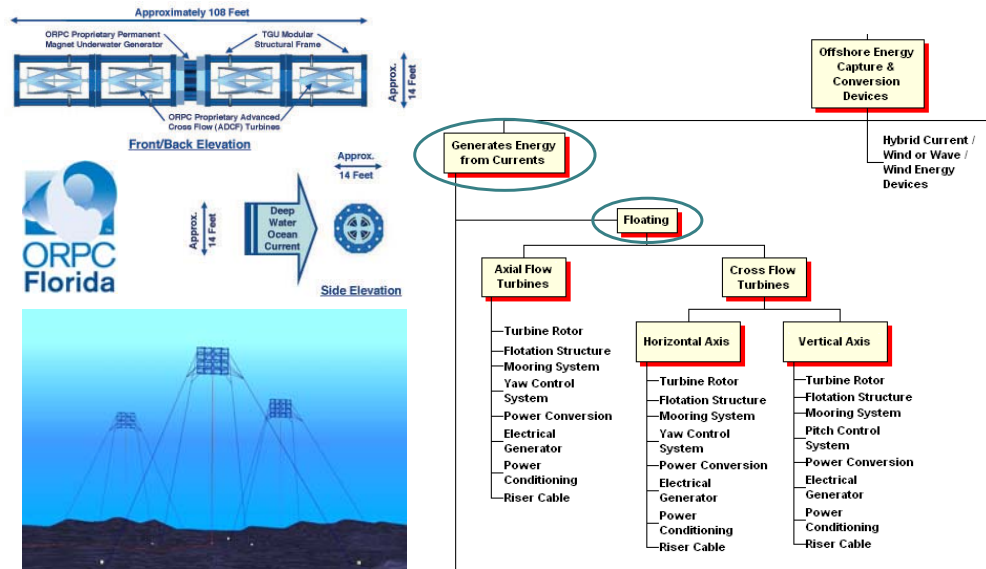 Approximately 108 Feet
ORPC Proprietary Permanent
Magnet Underwater Generator
TGU Modular
Structural Frame
Approx.
14 Feet
ORPC Proprietary Advanced
Cross Flow (ADCF) Turbines
Front/Back Elevation
ORPC
Florida
Approx.
14 Feet
Approx.
14 Feet
Deep
Water
Ocean
Current
Side Elevation
Offshore Energy
Capture &
Conversion
Devices
Hybrid Current /
Wind or Wave /
Wind Energy
Devices
Generates Energy
from Currents
Floating
Axial Flow
Turbines
Turbine Rotor
Flotation Structure
Mooring System
Yaw Control
System
Power Conversion
Electrical
Generator
Power
Conditioning
Riser Cable
Cross Flow
Turbines
Horizontal Axis
Turbine Rotor
Flotation Structure
Mooring System
Yaw Control
System
Power Conversion
Electrical
Generator
Power
Conditioning
Riser Cable
Vertical Axis
Turbine Rotor
Flotation Structure
Mooring System
Pitch Control
System
Power Conversion
Electrical
Generator
Power
Conditioning
Riser Cable